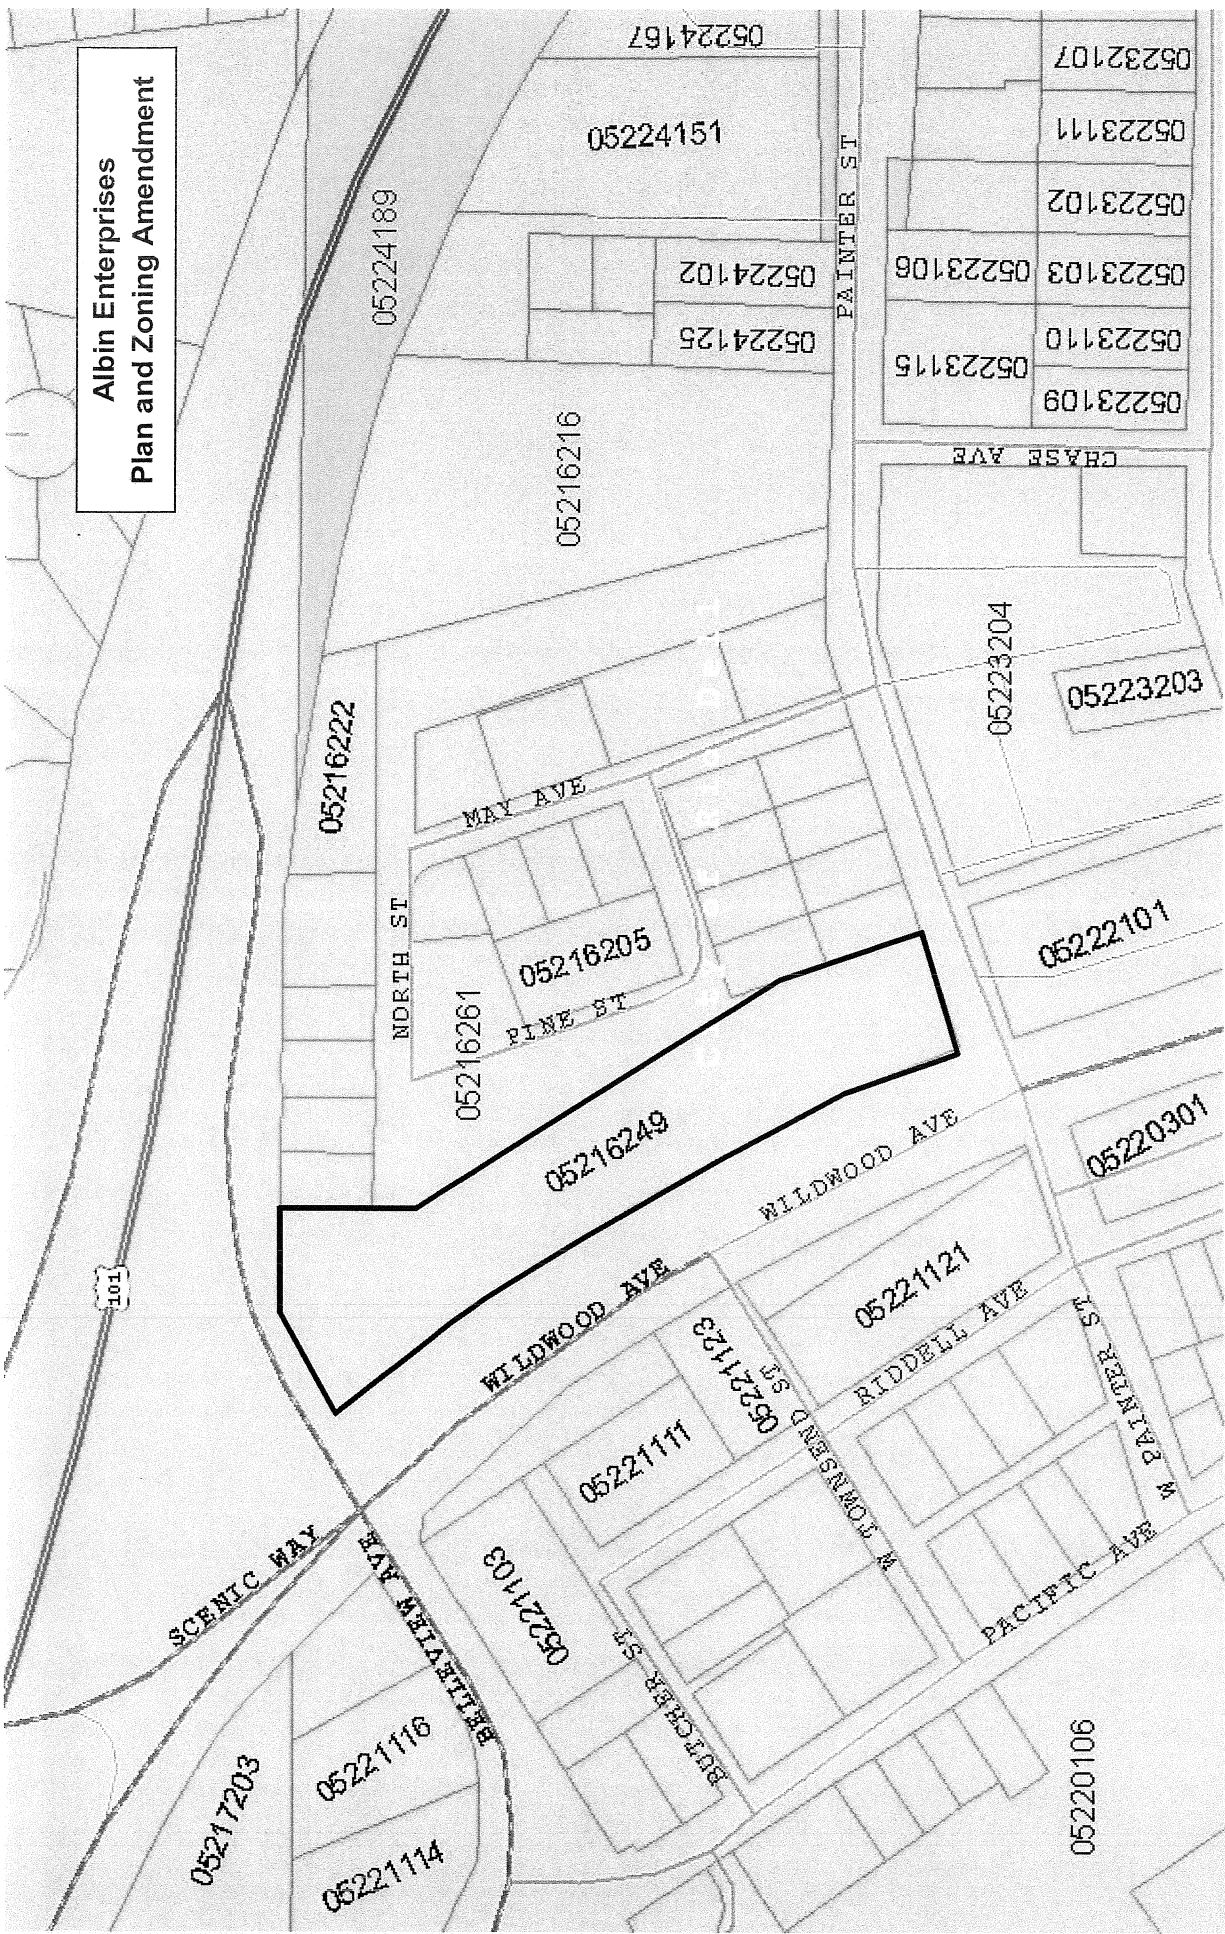 Albin Enterprises
Plan and Zoning Amendment
05224167
05232107
05224151
05223111
PAINTER ST
05223102
05224189
05224102
05223106
05223103
05224125
05223115
05223110
05223109
CHASE AVE
05216216
05223204
05223203
05216222
MAY AVE
NORTH ST
05216205
05222101
PINE ST
05216261
05216249
WILDWOOD AVE
05220301
101
WILDWOOD AVE
05221121
RIDDELL AVE
05221123
W TOWNSEND ST
W PAINTER ST
05221111
SCENIC WAY
BELLEVIEW AVE
05221103
BUTCHER ST
PACIFIC AVE
05217203
05221116
05221114
05220106